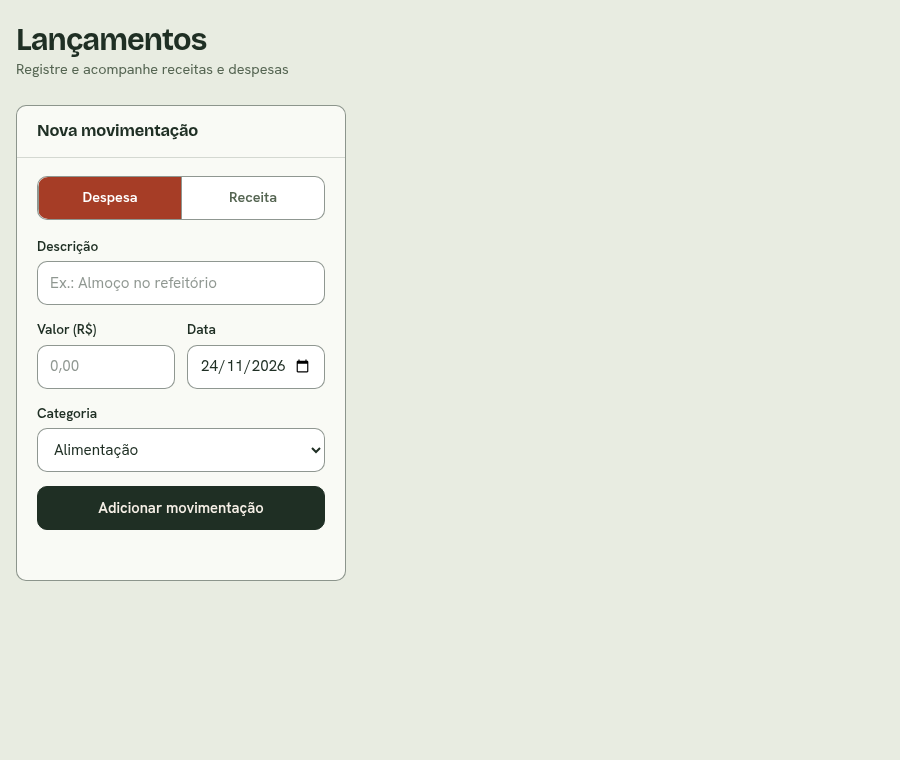 Lançamentos
Registre e acompanhe receitas e despesas
Nova movimentação
Despesa Receita
Descrição
Ex.: Almoço no refeitório
Valor (R$) Data
0,00 24/11/2026
Categoria
Alimentação
Adicionar movimentação